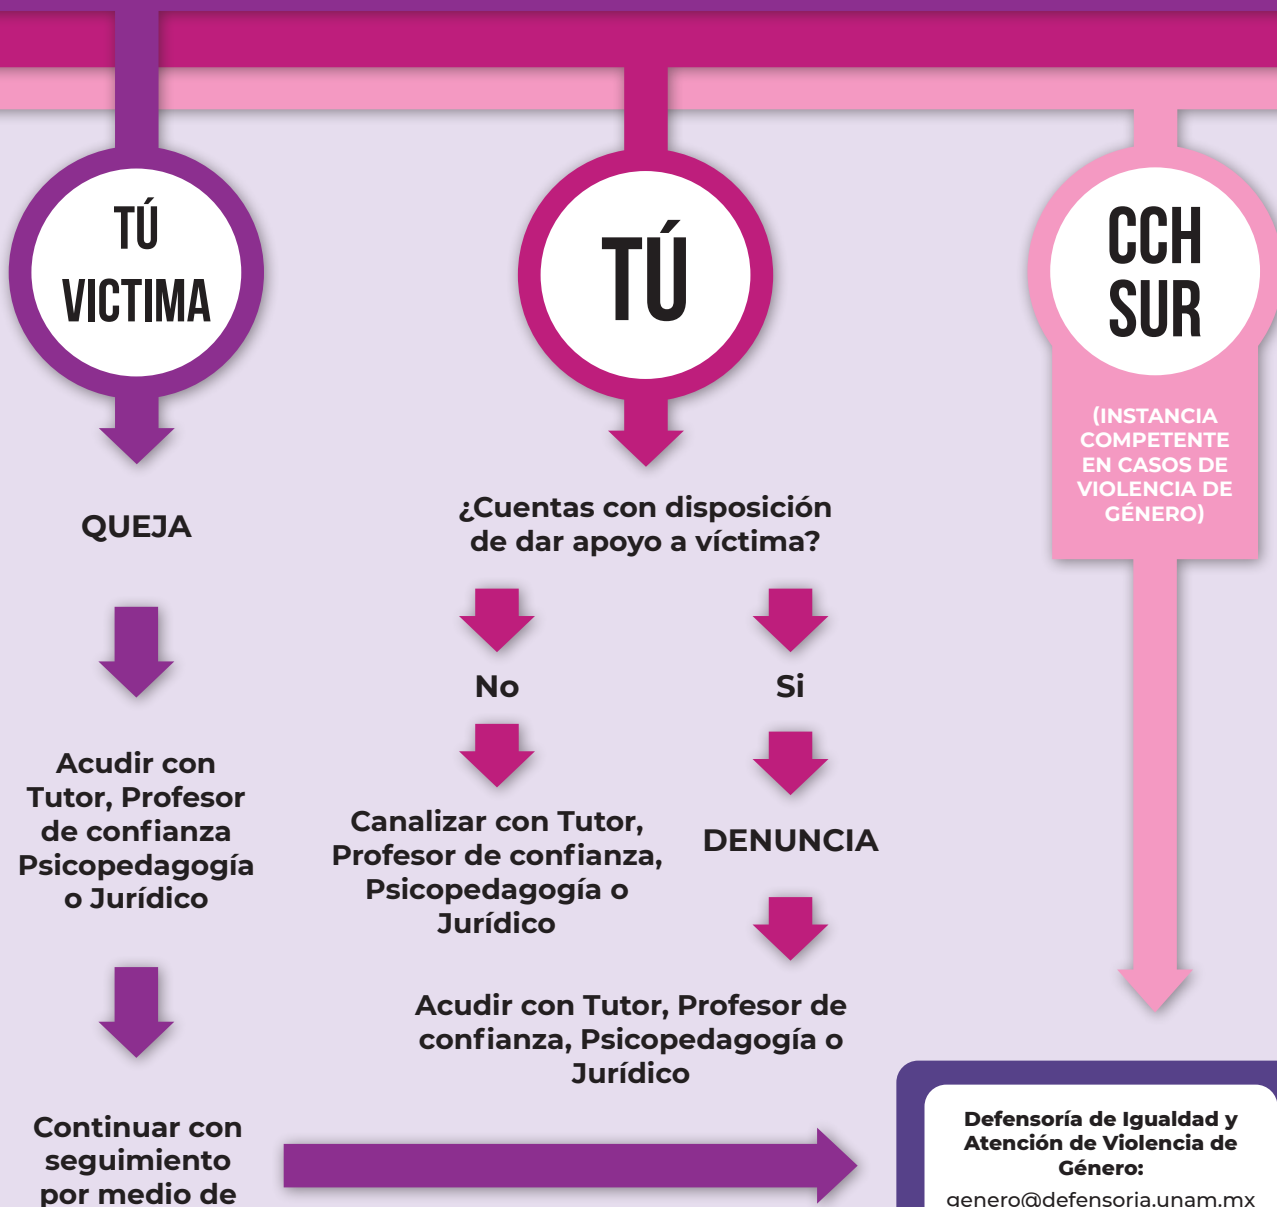 TÚ
VICTIMA
QUEJA
Acudir con
Tutor, Profesor
de confianza
Psicopedagogía
o Jurídico
Continuar con
seguimiento
por medio de
TÚ
¿Cuentas con disposición
de dar apoyo a víctima?
No
Canalizar con Tutor,
Profesor de confianza,
Psicopedagogía o
Jurídico
Si
DENUNCIA
Acudir con Tutor, Profesor de
confianza, Psicopedagogía o
Jurídico
CCH
SUR
(INSTANCIA
COMPETENTE
EN CASOS DE
VIOLENCIA DE
GÉNERO)
Defensoría de Igualdad y
Atención de Violencia de
Género:
genero@defensoria.unam.mx